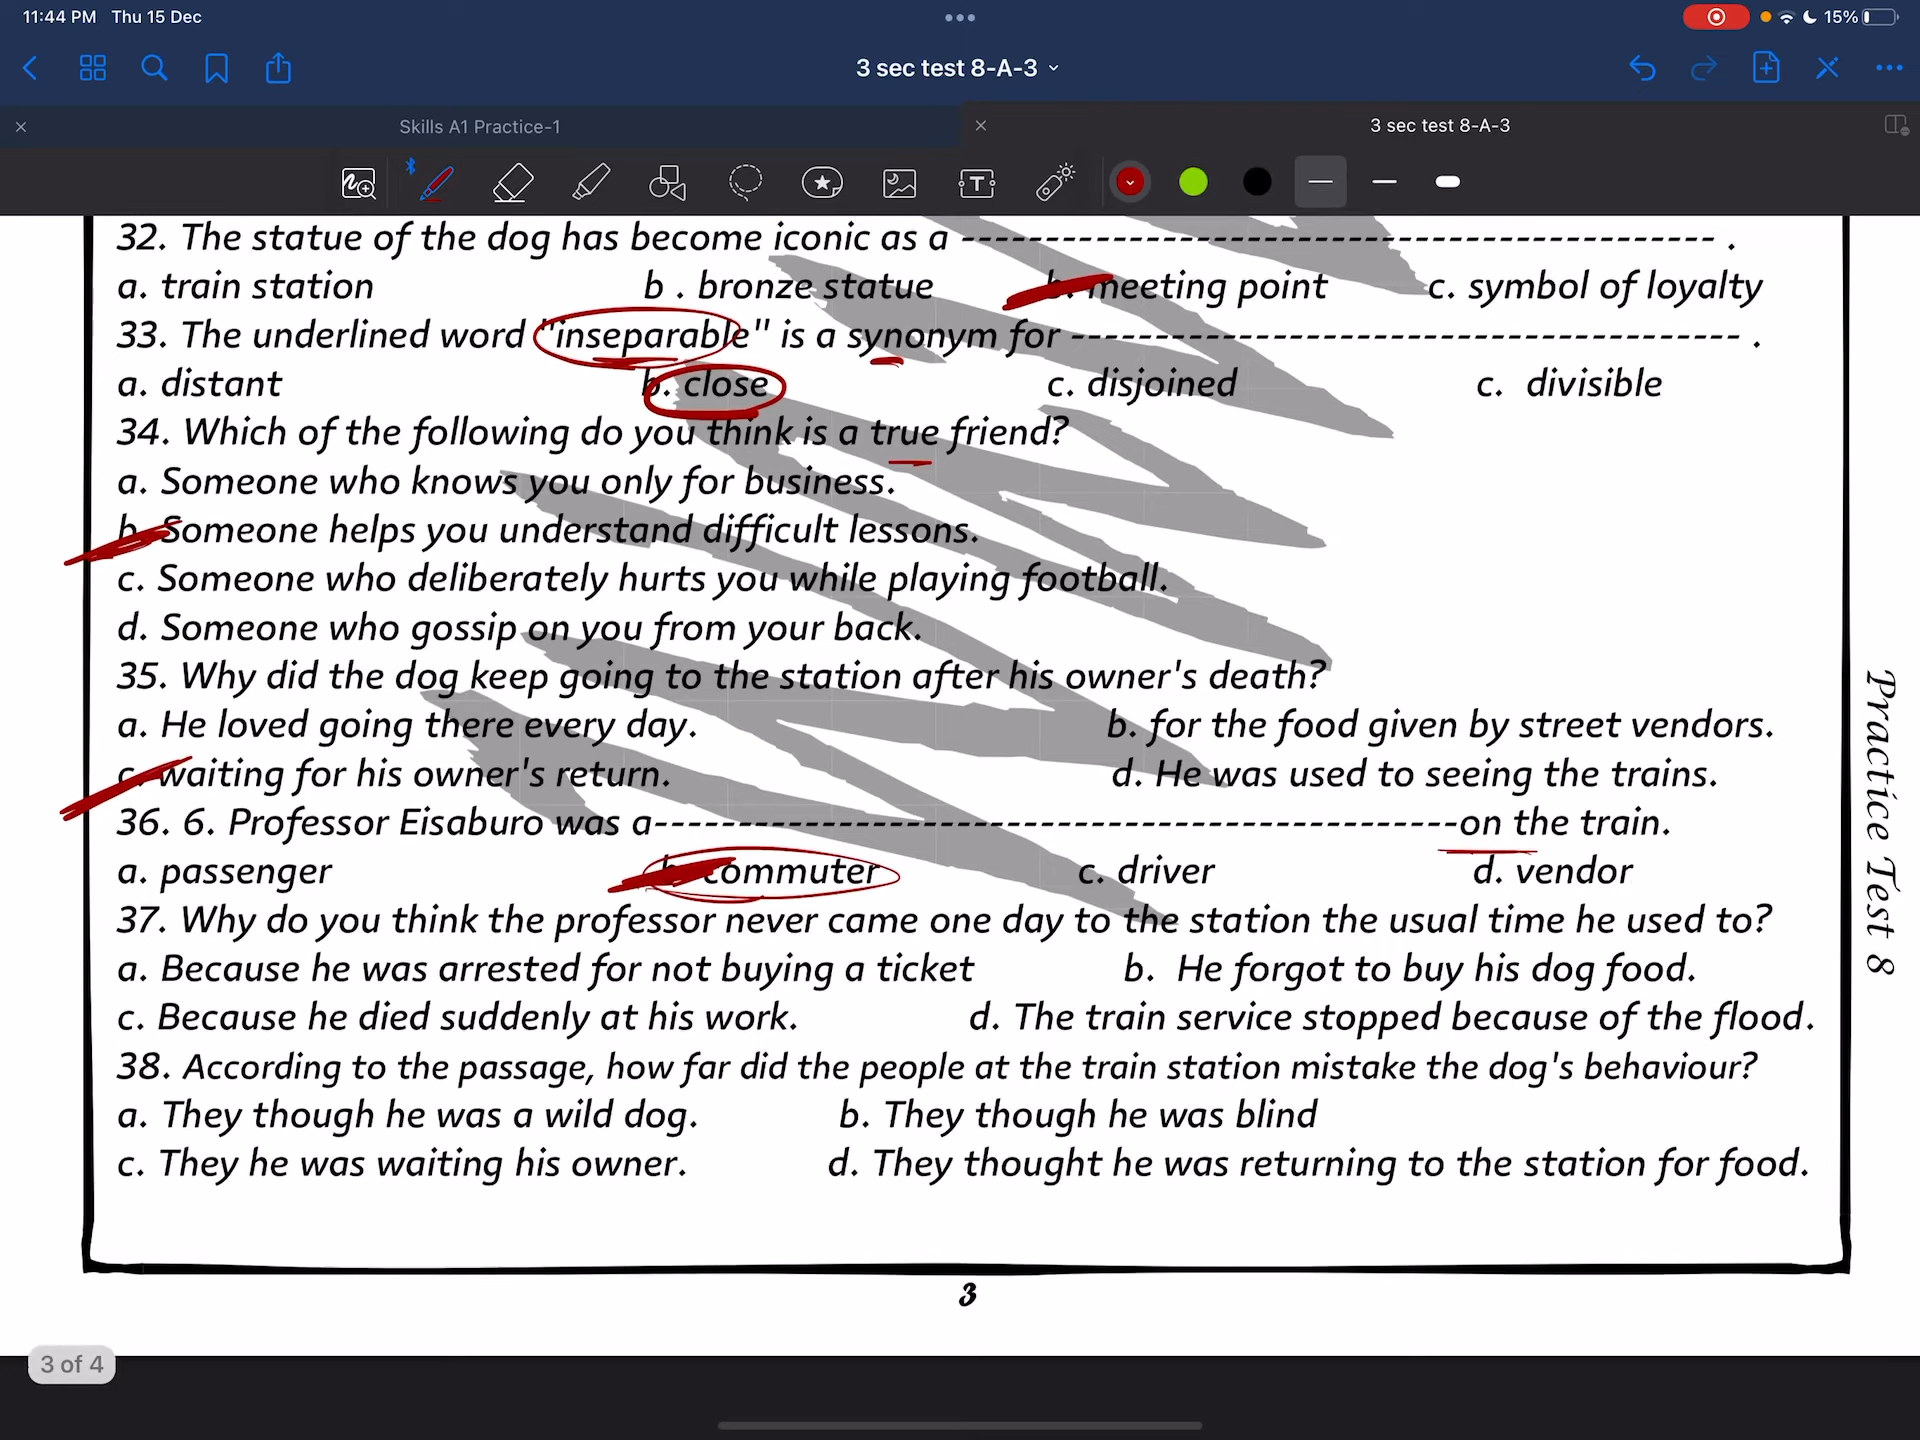 11:44 PM Thu 15 Dec
15%
3 sec test 8-A-3
Skills A1 Practice-1
3 sec test 8-A-3
T
32. The statue of the dog has become iconic as a -------------------------------------------- .
a. train station b . bronze statue b. meeting point c. symbol of loyalty
33. The underlined word "inseparable" is a synonym for --------------------------------------- .
a. distant b. close c. disjoined c. divisible
34. Which of the following do you think is a true friend?
a. Someone who knows you only for business.
b. Someone helps you understand difficult lessons.
c. Someone who deliberately hurts you while playing football.
d. Someone who gossip on you from your back.
35. Why did the dog keep going to the station after his owner's death?
a. He loved going there every day. b. for the food given by street vendors.
c. waiting for his owner's return. d. He was used to seeing the trains.
36. 6. Professor Eisaburo was a-----------------------------------------------on the train.
a. passenger b. commuter c. driver d. vendor
37. Why do you think the professor never came one day to the station the usual time he used to?
a. Because he was arrested for not buying a ticket b. He forgot to buy his dog food.
c. Because he died suddenly at his work. d. The train service stopped because of the flood.
38. According to the passage, how far did the people at the train station mistake the dog's behaviour?
a. They though he was a wild dog. b. They though he was blind
c. They he was waiting his owner. d. They thought he was returning to the station for food.
Practice Test 8
3
3 of 4